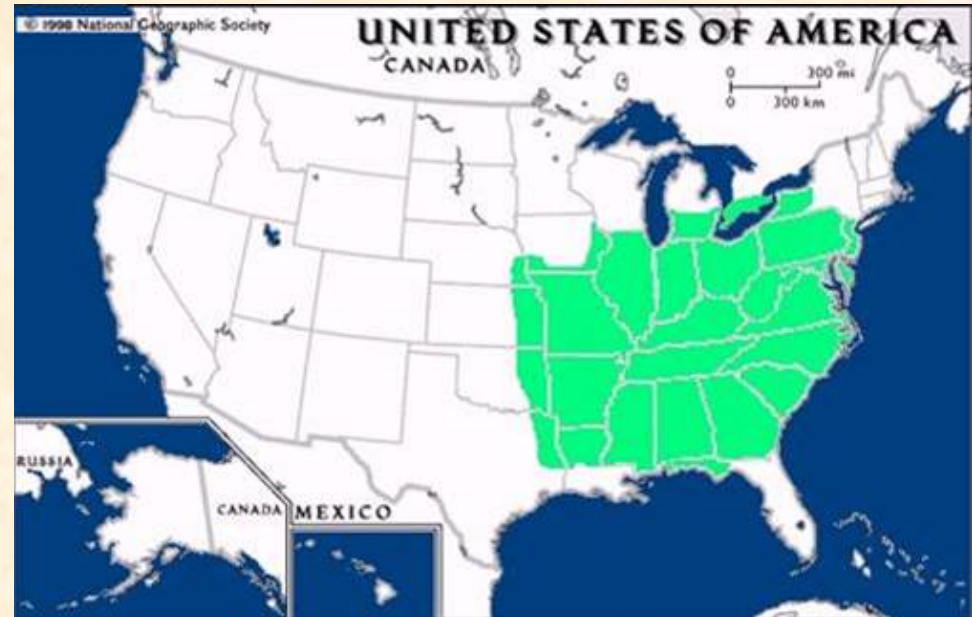 © 1998 National Geographic Society
UNITED STATES OF AMERICA
CANADA
0 300 mi
0 300 km
RUSSIA
CANADA
MEXICO